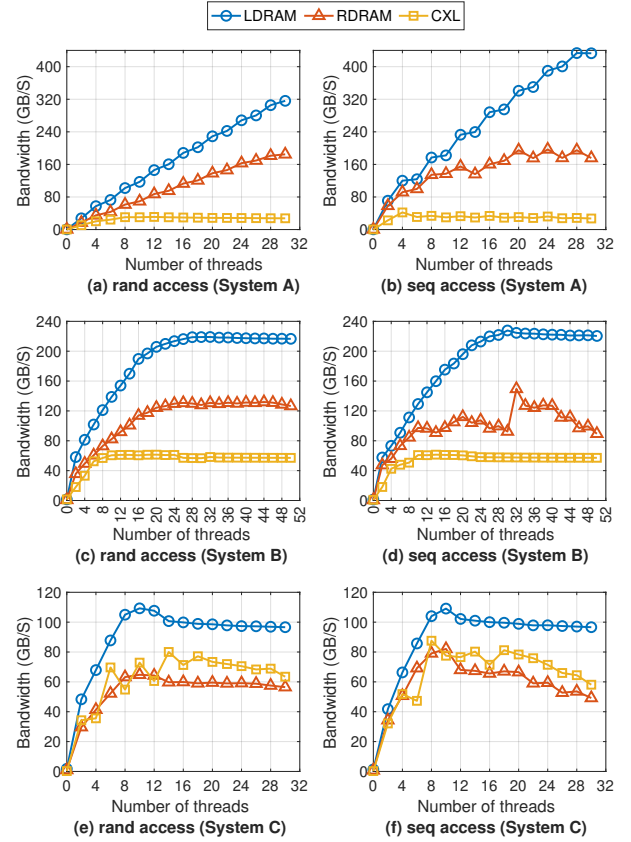 LDRAM RDRAM CXL
Bandwidth (GB/S)
400
320
240
160
80
0
0 4 8 12 16 20 24 28 32
Number of threads
(a) rand access (System A)
Bandwidth (GB/S)
400
320
240
160
80
0
0 4 8 12 16 20 24 28 32
Number of threads
(b) seq access (System A)
Bandwidth (GB/S)
240
200
160
120
80
40
0
0 4 8 12 16 20 24 28 32 36 40 44 48 52
Number of threads
(c) rand access (System B)
Bandwidth (GB/S)
240
200
160
120
80
40
0
0 4 8 12 16 20 24 28 32 36 40 44 48 52
Number of threads
(d) seq access (System B)
Bandwidth (GB/S)
120
100
80
60
40
20
0
0 4 8 12 16 20 24 28 32
Number of threads
(e) rand access (System C)
Bandwidth (GB/S)
120
100
80
60
40
20
0
0 4 8 12 16 20 24 28 32
Number of threads
(f) seq access (System C)